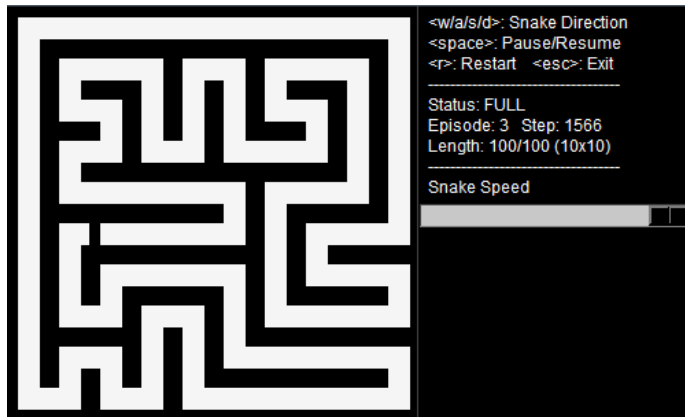 <w/a/s/d>: Snake Direction
<space>: Pause/Resume
<r>: Restart   <esc>: Exit
--------------------------------------
Status: FULL
Episode: 3   Step: 1566
Length: 100/100 (10x10)
--------------------------------------
Snake Speed